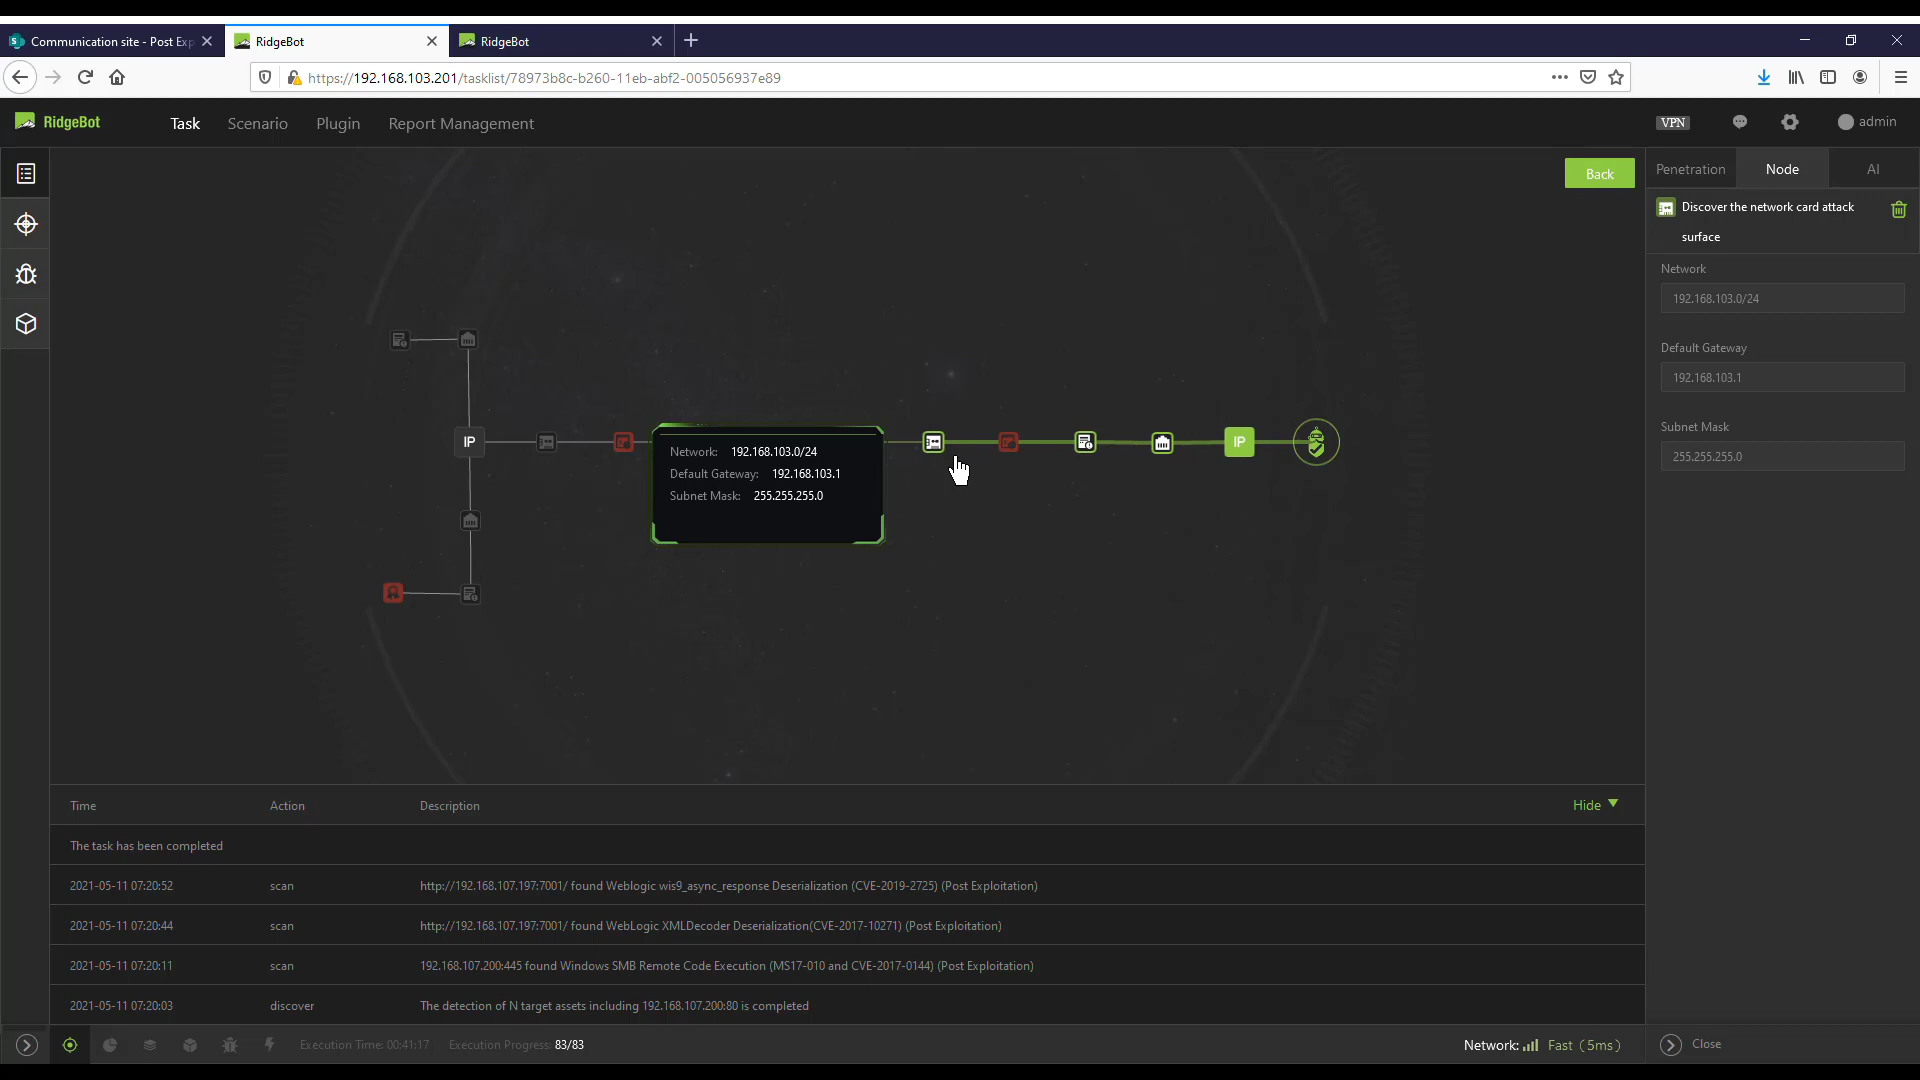 Communication site - Post Exp
RidgeBot
RidgeBot
https://192.168.103.201/tasklist/78973b8c-b260-11eb-abf2-005056937e89
RidgeBot
Task
Scenario
Plugin
Report Management
VPN
admin
Back
Penetration
Node
AI
Discover the network card attack
surface
Network
192.168.103.0/24
Default Gateway
192.168.103.1
Subnet Mask
255.255.255.0
IP
Network: 192.168.103.0/24
Default Gateway: 192.168.103.1
Subnet Mask: 255.255.255.0
IP
Time
Action
Description
Hide
The task has been completed
2021-05-11 07:20:52 scan http://192.168.107.197:7001/ found Weblogic wis9_async_response Deserialization (CVE-2019-2725) (Post Exploitation)
2021-05-11 07:20:44 scan http://192.168.107.197:7001/ found WebLogic XMLDecoder Deserialization(CVE-2017-10271) (Post Exploitation)
2021-05-11 07:20:11 scan 192.168.107.200:445 found Windows SMB Remote Code Execution (MS17-010 and CVE-2017-0144) (Post Exploitation)
2021-05-11 07:20:03 discover The detection of N target assets including 192.168.107.200:80 is completed
Execution Time: 00:41:17
Execution Progress: 83/83
Network: Fast (5ms)
Close